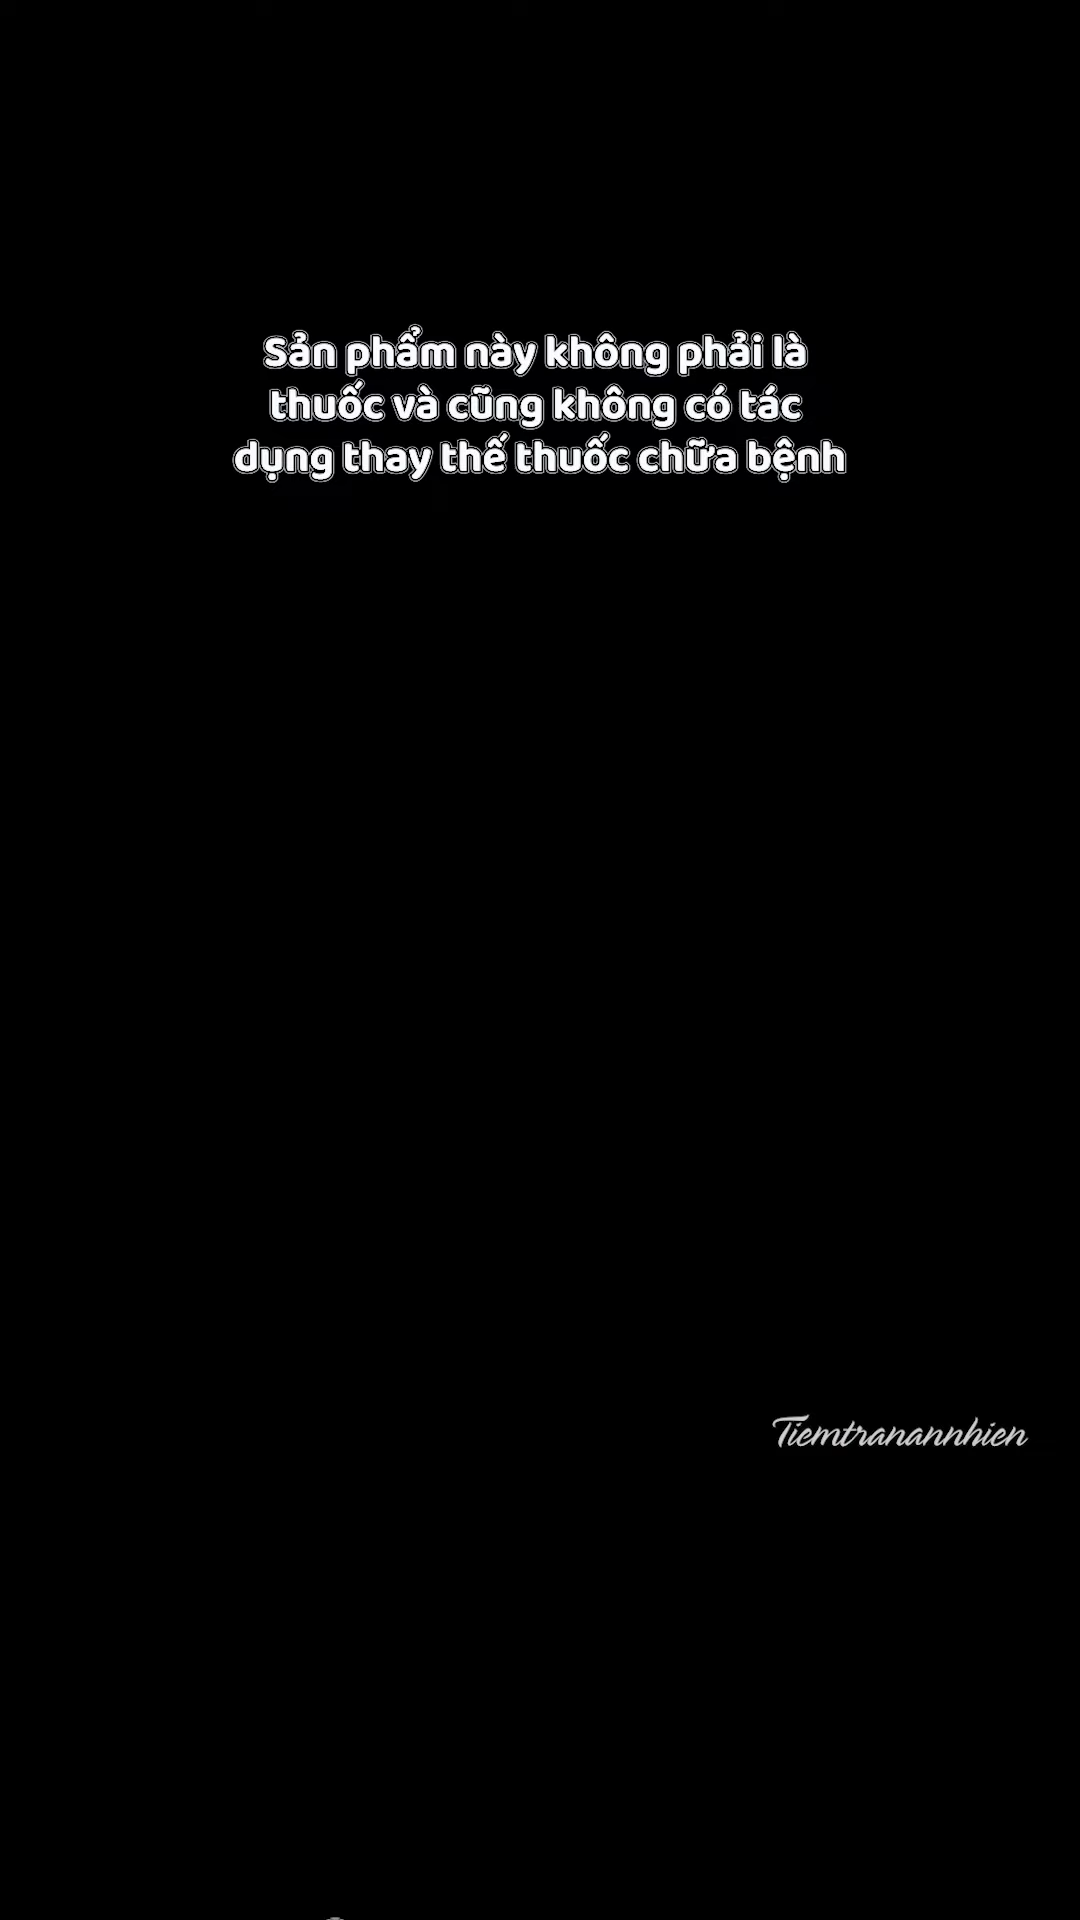 Sản phẩm này không phải là
thuốc và cũng không có tác
dụng thay thế thuốc chữa bệnh
Tiemtranannhien